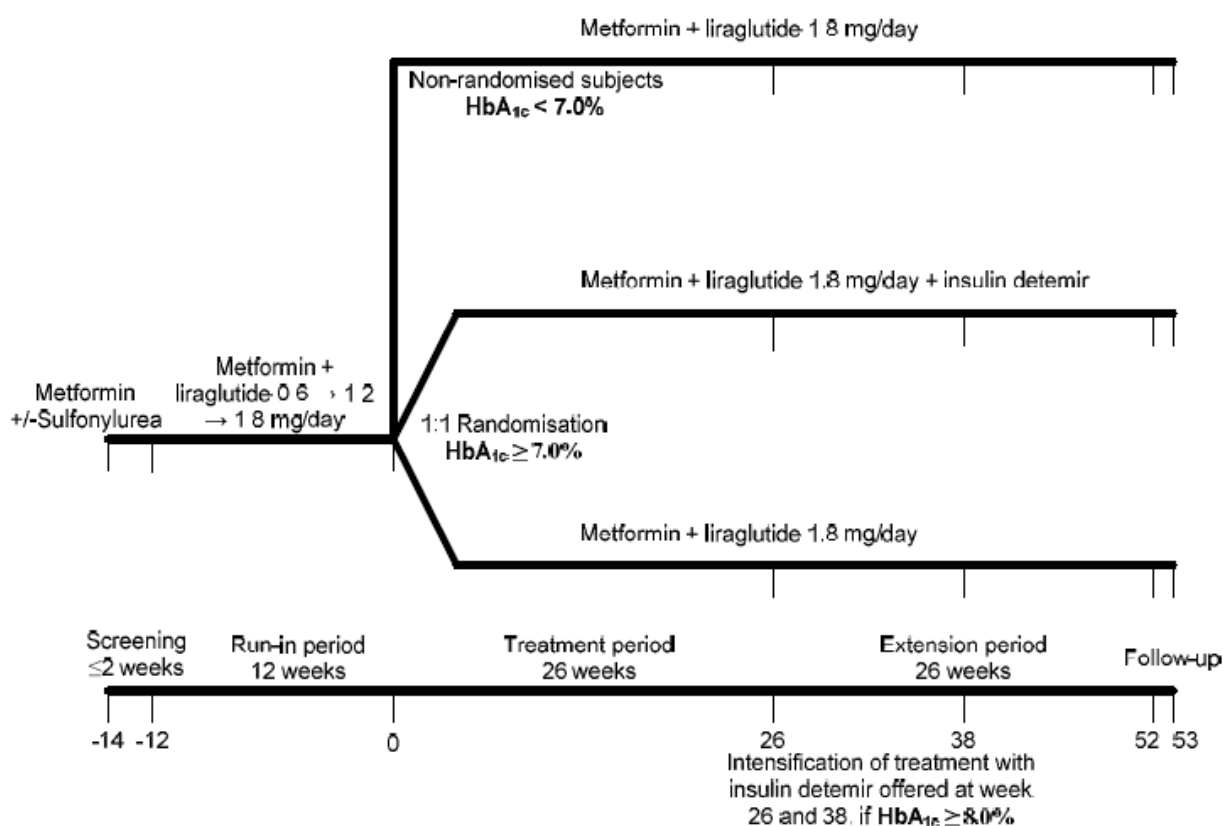 Metformin + liraglutide 1 8 mg/day
Non-randomised subjects
HbA1c < 7.0%
Metformin + liraglutide 1.8 mg/day + insulin detemir
Metformin
+/-Sulfonylurea
Metformin +
liraglutide 0 6 → 1 2
→ 1 8 mg/day
1:1 Randomisation
HbA1c ≥ 7.0%
Metformin + liraglutide 1.8 mg/day
Screening
≤2 weeks
Run-in period
12 weeks
Treatment period
26 weeks
Extension period
26 weeks
Follow-up
-14 -12 0 26 38 52 53
Intensification of treatment with
insulin detemir offered at week
26 and 38. if HbA1c ≥8.0%